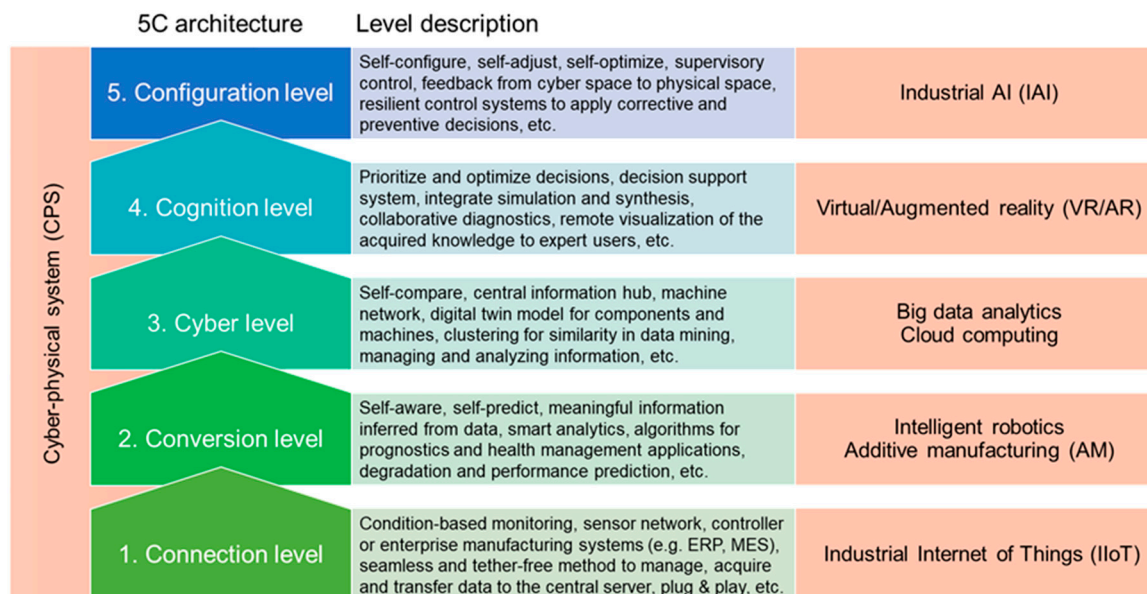 5C architecture
Level description
Cyber-physical system (CPS)
5. Configuration level
Self-configure, self-adjust, self-optimize, supervisory
control, feedback from cyber space to physical space,
resilient control systems to apply corrective and
preventive decisions, etc.
Industrial AI (IAI)
4. Cognition level
Prioritize and optimize decisions, decision support
system, integrate simulation and synthesis,
collaborative diagnostics, remote visualization of the
acquired knowledge to expert users, etc.
Virtual/Augmented reality (VR/AR)
3. Cyber level
Self-compare, central information hub, machine
network, digital twin model for components and
machines, clustering for similarity in data mining,
managing and analyzing information, etc.
Big data analytics
Cloud computing
2. Conversion level
Self-aware, self-predict, meaningful information
inferred from data, smart analytics, algorithms for
prognostics and health management applications,
degradation and performance prediction, etc.
Intelligent robotics
Additive manufacturing (AM)
1. Connection level
Condition-based monitoring, sensor network, controller
or enterprise manufacturing systems (e.g. ERP, MES),
seamless and tether-free method to manage, acquire
and transfer data to the central server, plug & play, etc.
Industrial Internet of Things (IIoT)